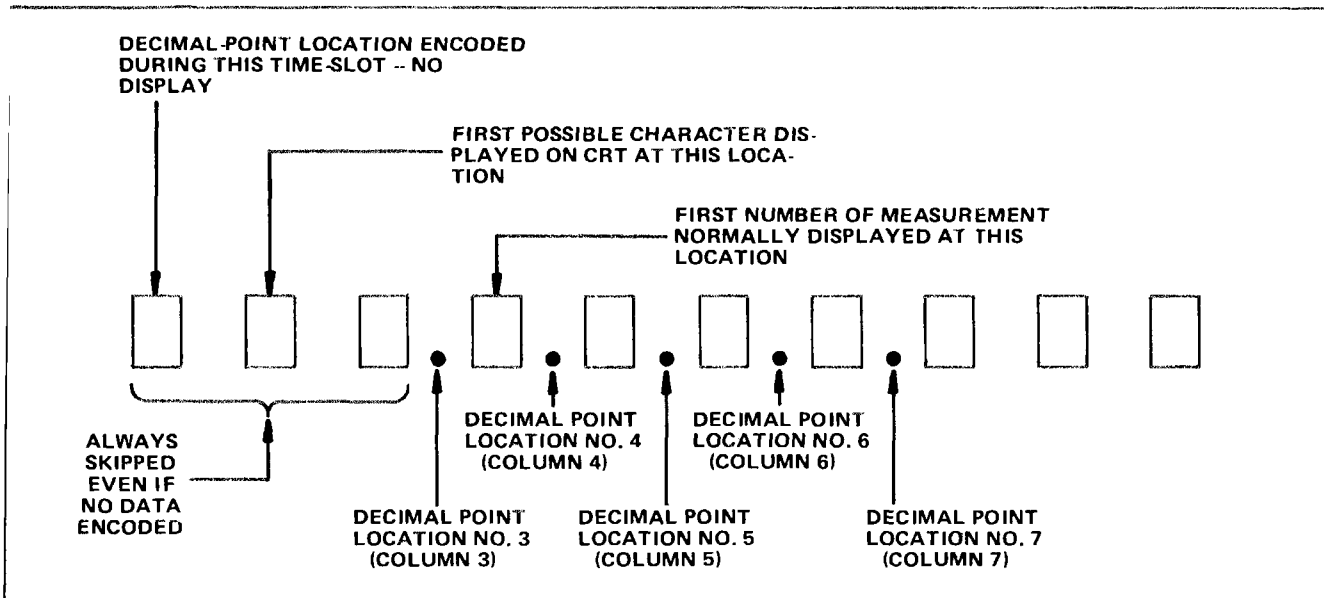 DECIMAL-POINT LOCATION ENCODED
DURING THIS TIME-SLOT -- NO
DISPLAY
FIRST POSSIBLE CHARACTER DIS-
PLAYED ON CRT AT THIS LOCA-
TION
FIRST NUMBER OF MEASUREMENT
NORMALLY DISPLAYED AT THIS
LOCATION
ALWAYS
SKIPPED
EVEN IF
NO DATA
ENCODED
DECIMAL POINT
LOCATION NO. 3
(COLUMN 3)
DECIMAL POINT
LOCATION NO. 4
(COLUMN 4)
DECIMAL POINT
LOCATION NO. 5
(COLUMN 5)
DECIMAL POINT
LOCATION NO. 6
(COLUMN 6)
DECIMAL POINT
LOCATION NO. 7
(COLUMN 7)